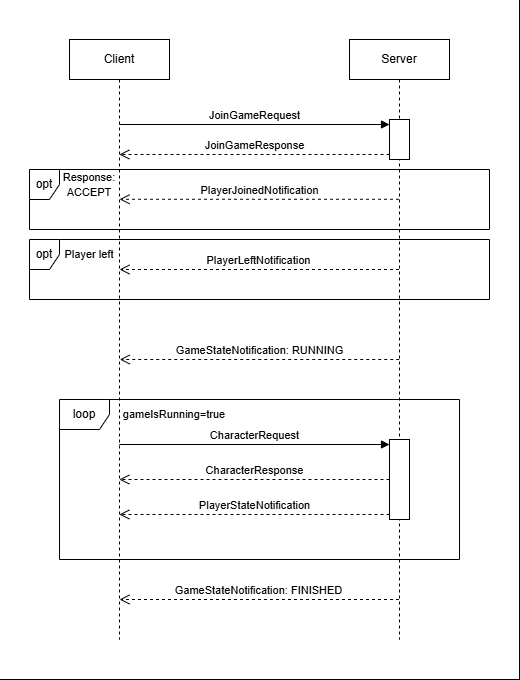 Client
Server
JoinGameRequest
JoinGameResponse
opt
Response:
ACCEPT
PlayerJoinedNotification
opt
Player left
PlayerLeftNotification
GameStateNotification: RUNNING
loop
gameIsRunning=true
CharacterRequest
CharacterResponse
PlayerStateNotification
GameStateNotification: FINISHED